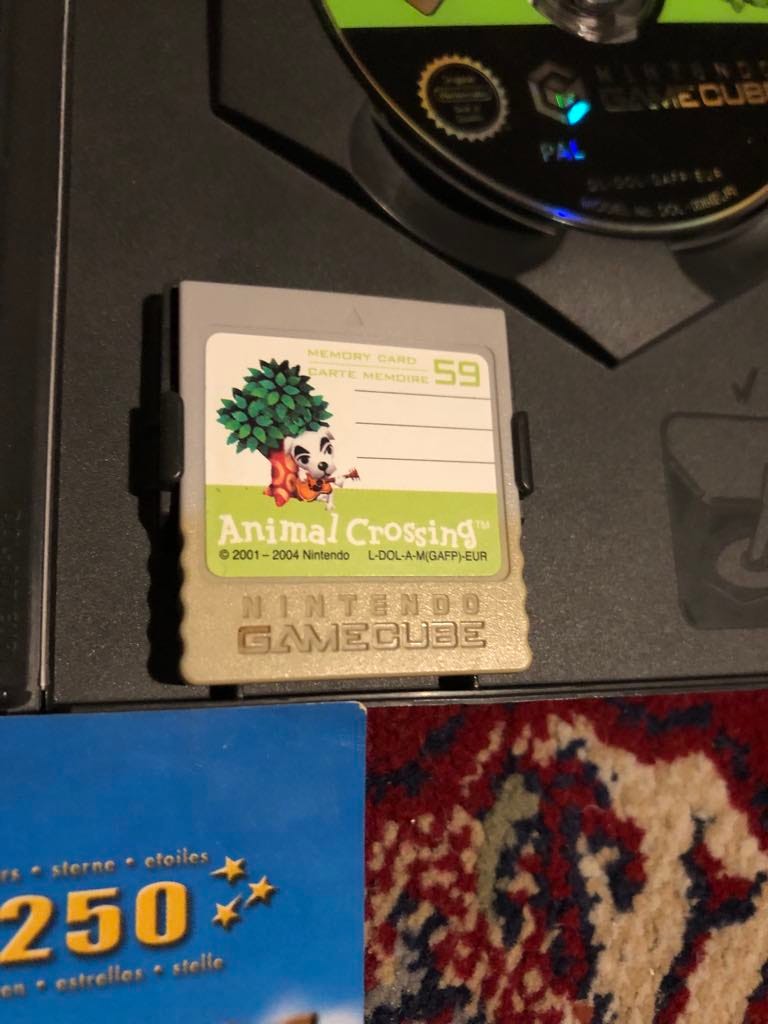 NINTENDO
GAMECUBE
PAL
MEMORY CARD
CARTE MEMOIRE 59
Animal Crossing™
© 2001 – 2004 Nintendo L-DOL-A-M(GAFP)-EUR
NINTENDO
GAMECUBE
sterne • etoiles
250
estrellas • stelle